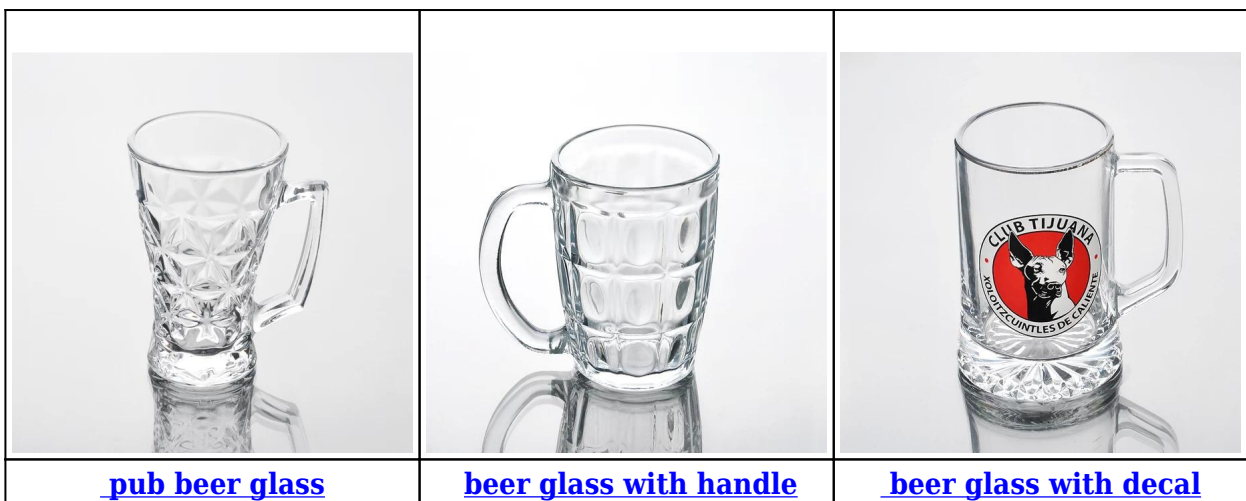 CLUB TIJUANA
XOLOITZCUINTLES DE CALIENTE
pub beer glass
beer glass with handle
beer glass with decal